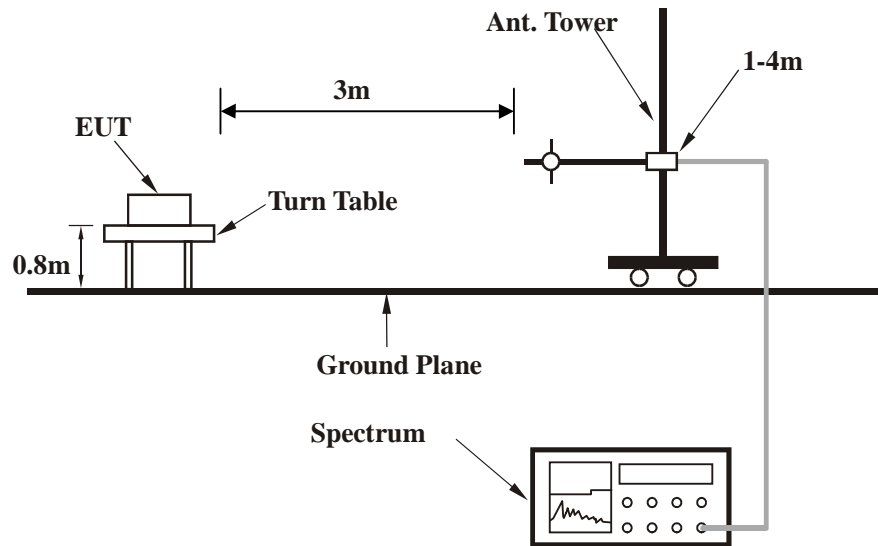 Ant. Tower
1-4m
3m
EUT
Turn Table
0.8m
Ground Plane
Spectrum